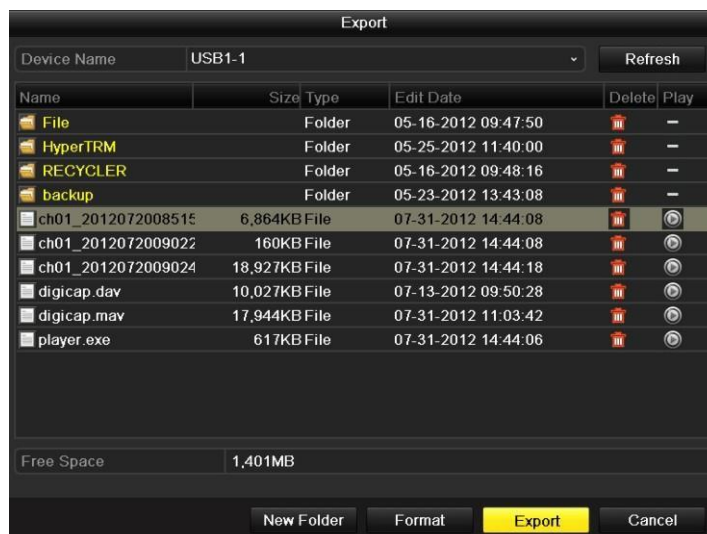 Export
Device Name USB1-1 Refresh
Name Size Type Edit Date Delete Play
File Folder 05-16-2012 09:47:50 –
HyperTRM Folder 05-25-2012 11:40:00 –
RECYCLER Folder 05-16-2012 09:48:16 –
backup Folder 05-23-2012 13:43:08 –
ch01_2012072008515 6,864KB File 07-31-2012 14:44:08
ch01_2012072009022 160KB File 07-31-2012 14:44:08
ch01_2012072009024 18,927KB File 07-31-2012 14:44:18
digicap.dav 10,027KB File 07-13-2012 09:50:28
digicap.mav 17,944KB File 07-31-2012 11:03:42
player.exe 617KB File 07-31-2012 14:44:06
Free Space 1,401MB
New Folder Format Export Cancel